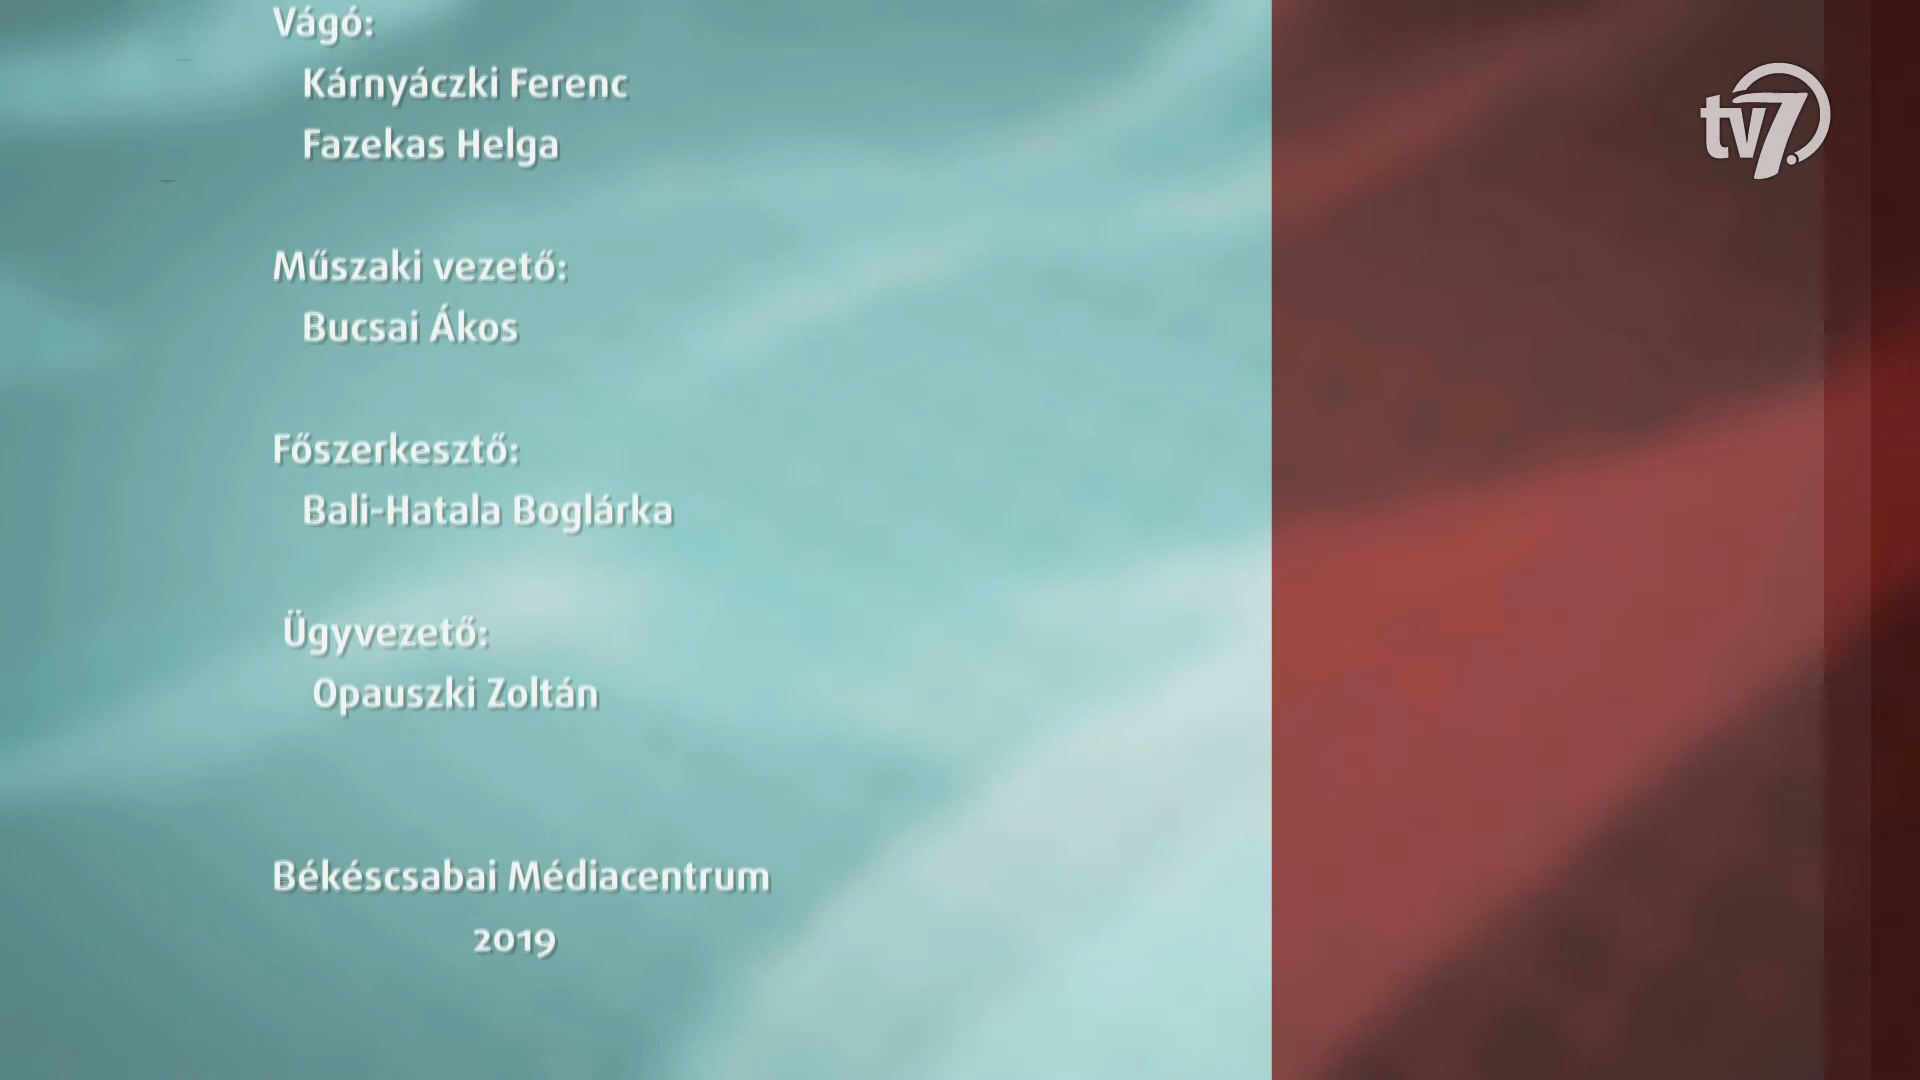 Vágó:
Kárnyáczki Ferenc
Fazekas Helga
Műszaki vezető:
Bucsai Ákos
Főszerkesztő:
Bali-Hatala Boglárka
Ügyvezető:
Opauszki Zoltán
Békéscsabai Médiacentrum
2019
tv7.